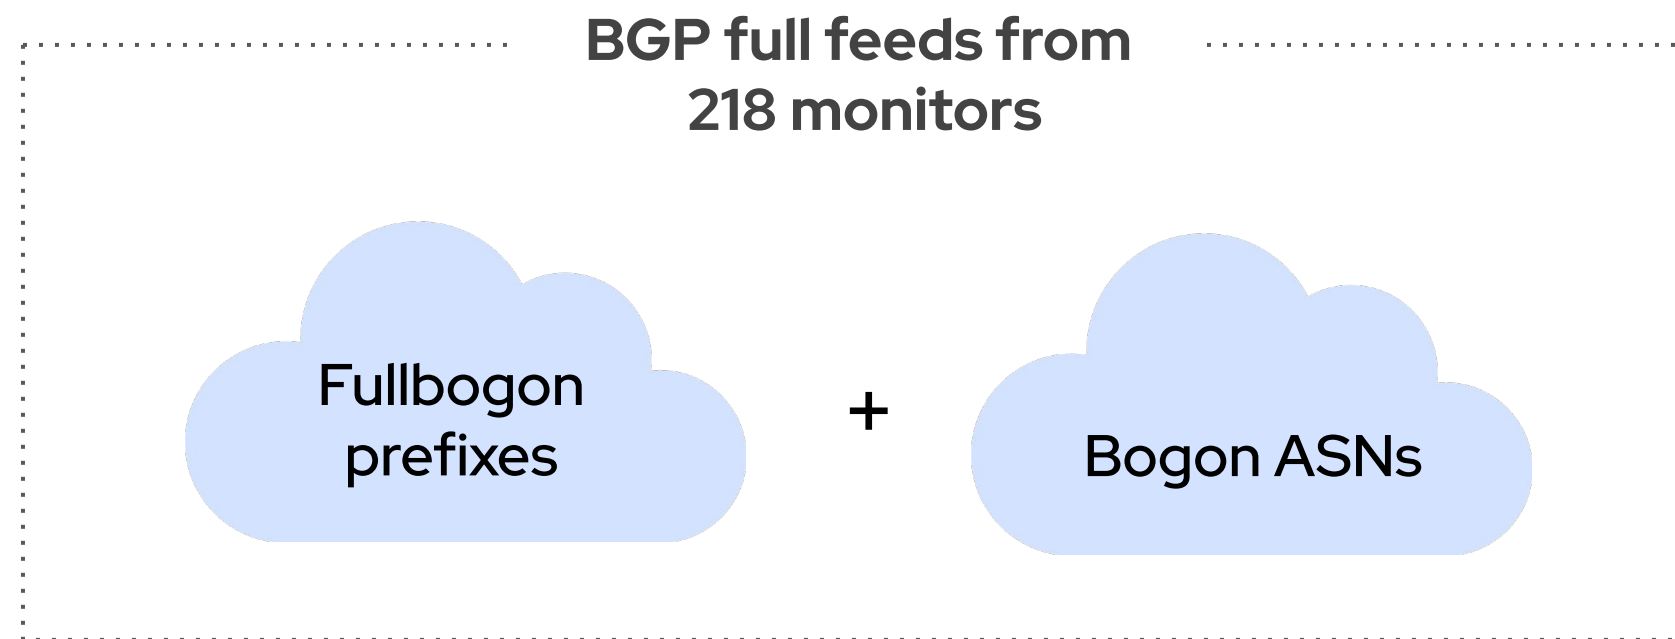 BGP full feeds from
218 monitors
Fullbogon
prefixes
+
Bogon ASNs